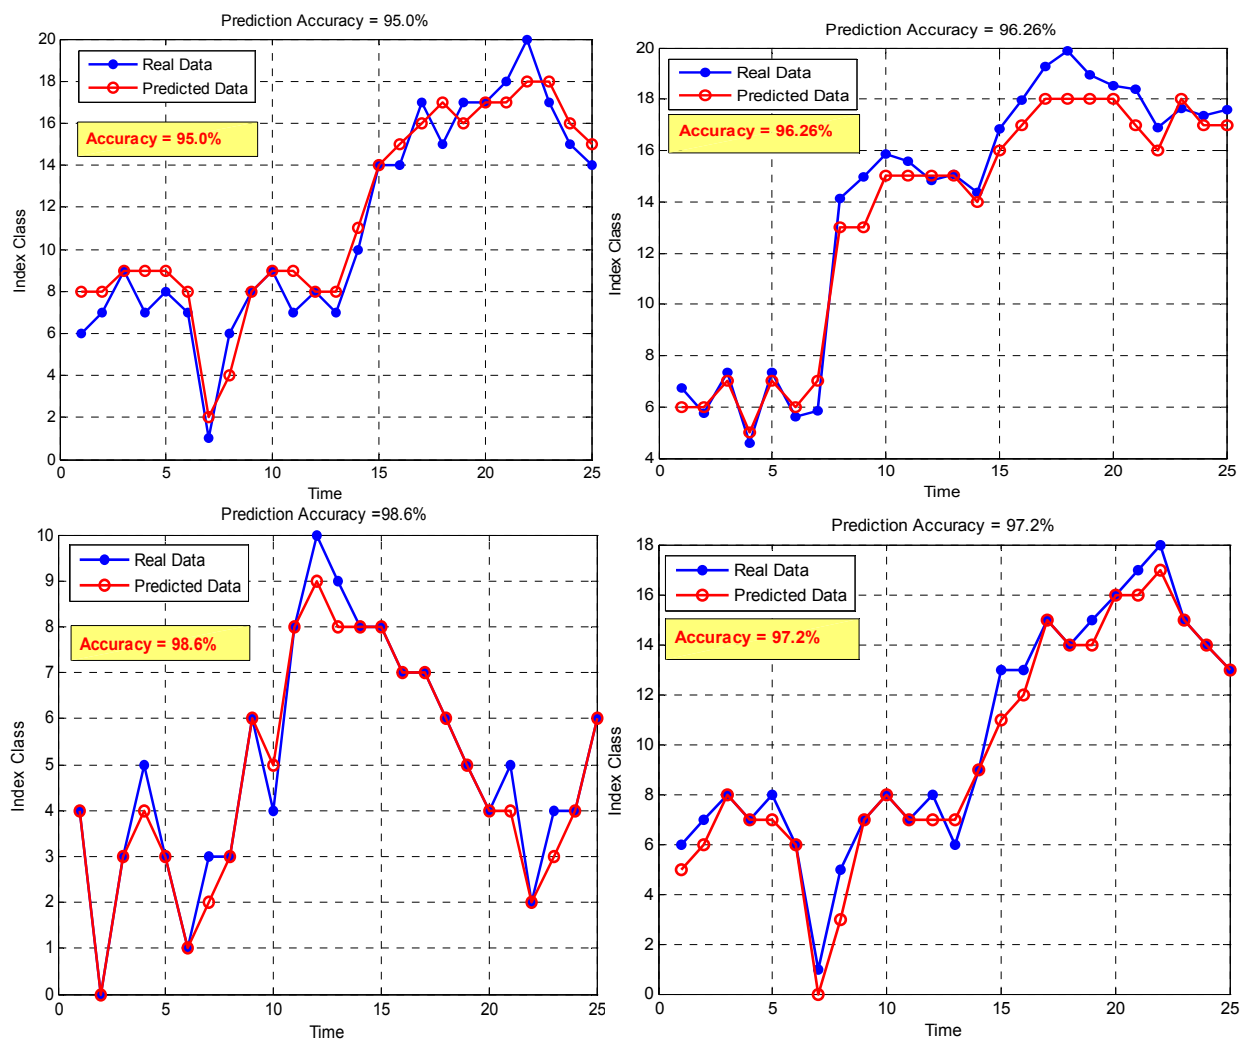 Prediction Accuracy = 95.0%
20
18
16
14
12
10
8
6
4
2
0
Index Class
Real Data
Predicted Data
Accuracy = 95.0%
0 5 10 15 20 25
Time
Prediction Accuracy = 96.26%
20
18
16
14
12
10
8
6
4
Index Class
Real Data
Predicted Data
Accuracy = 96.26%
0 5 10 15 20 25
Time
Prediction Accuracy =98.6%
10
9
8
7
6
5
4
3
2
1
0
Index Class
Real Data
Predicted Data
Accuracy = 98.6%
0 5 10 15 20 25
Time
Prediction Accuracy = 97.2%
18
16
14
12
10
8
6
4
2
0
Index Class
Real Data
Predicted Data
Accuracy = 97.2%
0 5 10 15 20 25
Time